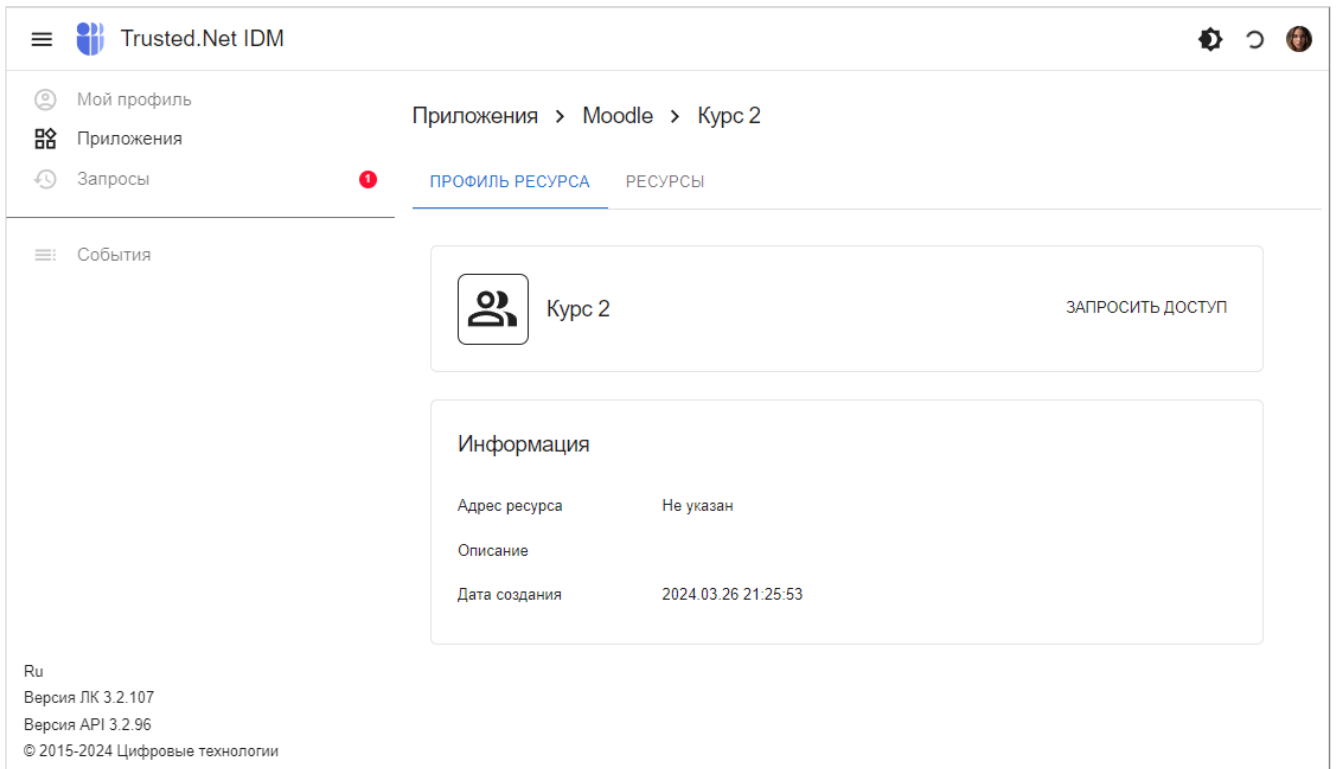 Trusted.Net IDM
Мой профиль
Приложения
Запросы 1
События
Приложения > Moodle > Курс 2
ПРОФИЛЬ РЕСУРСА РЕСУРСЫ
Курс 2 ЗАПРОСИТЬ ДОСТУП
Информация
Адрес ресурса Не указан
Описание
Дата создания 2024.03.26 21:25:53
Ru
Версия ЛК 3.2.107
Версия API 3.2.96
© 2015-2024 Цифровые технологии